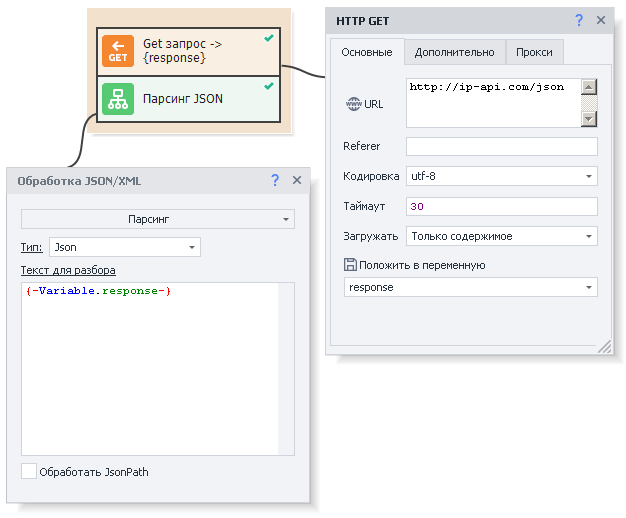 GET
Get запрос ->
{response}
Парсинг JSON
HTTP GET
?
Основные
Дополнительно
Прокси
www URL
http://ip-api.com/json
Referer
Кодировка
utf-8
Таймаут
30
Загружать
Только содержимое
Положить в переменную
response
Обработка JSON/XML
?
Парсинг
Тип:
Json
Текст для разбора
{-Variable.response-}
Обработать JsonPath